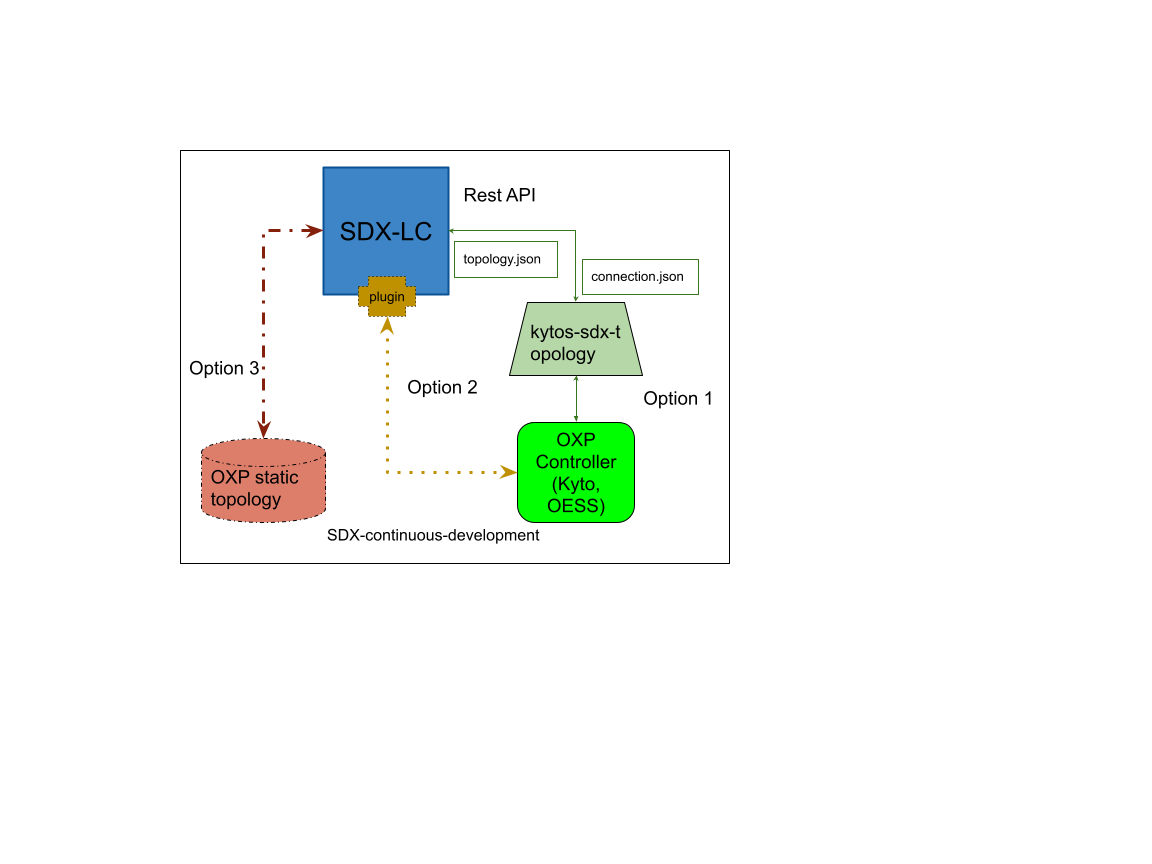 Rest API
SDX-LC
topology.json
connection.json
plugin
kytos-sdx-t
opology
Option 3
Option 2
Option 1
OXP
Controller
(Kyto,
OESS)
OXP static
topology
SDX-continuous-development